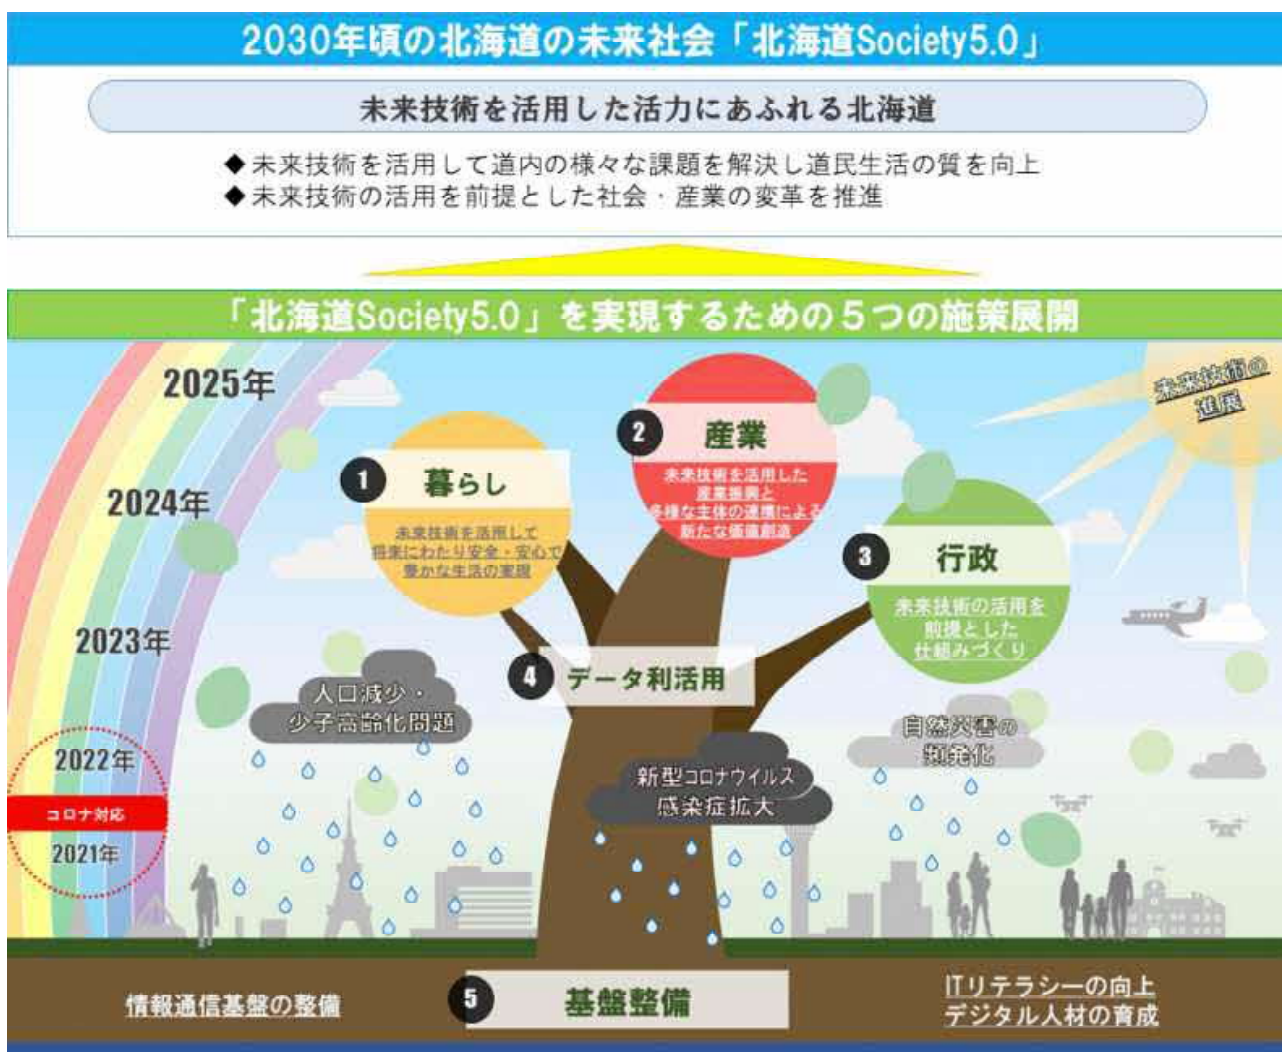 2030年頃の北海道の未来社会「北海道Society5.0」
未来技術を活用した活力にあふれる北海道
◆未来技術を活用して道内の様々な課題を解決し道民生活の質を向上
◆未来技術の活用を前提とした社会・産業の変革を推進
「北海道Society5.0」を実現するための5つの施策展開
2025年
2024年
2023年
2022年
コロナ対応
2021年
未来技術の
進展
1 暮らし
未来技術を活用して
将来にわたり安全・安心で
豊かな生活の実現
2 産業
未来技術を活用した
産業振興と
多様な主体の連携による
新たな価値創造
3 行政
未来技術の活用を
前提とした
仕組みづくり
4 データ利活用
人口減少・
少子高齢化問題
新型コロナウイルス
感染症拡大
自然災害の
頻発化
情報通信基盤の整備
5 基盤整備
ITリテラシーの向上
デジタル人材の育成